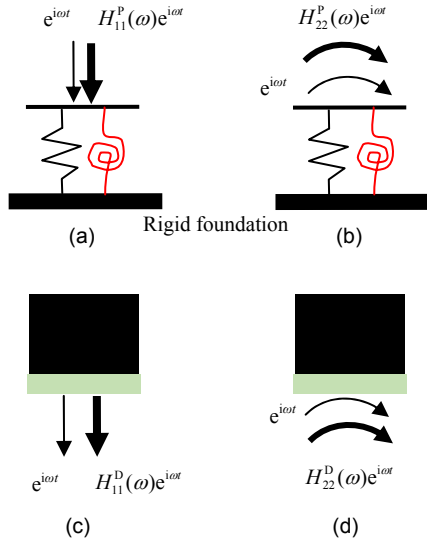 e^{iωt} H_{11}^{P}(ω)e^{iωt}
H_{22}^{P}(ω)e^{iωt}
e^{iωt}
Rigid foundation
(a)
(b)
e^{iωt} H_{11}^{D}(ω)e^{iωt}
e^{iωt}
H_{22}^{D}(ω)e^{iωt}
(c)
(d)